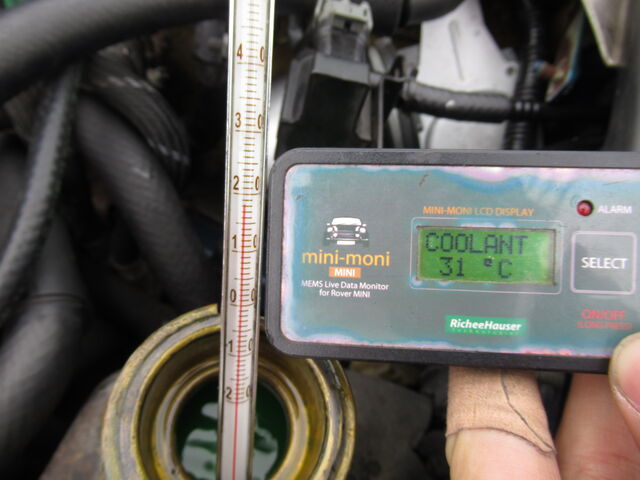 4 0
3 0
2 0
1 0
0 0
1 0
2 0
MINI-MONI LCD DISPLAY
ALARM
COOLANT
31 °C
mini-moni
MINI
MEMS Live Data Monitor
for Rover MINI
SELECT
RicheeHauser
ON/OFF
(LONG PRESS)